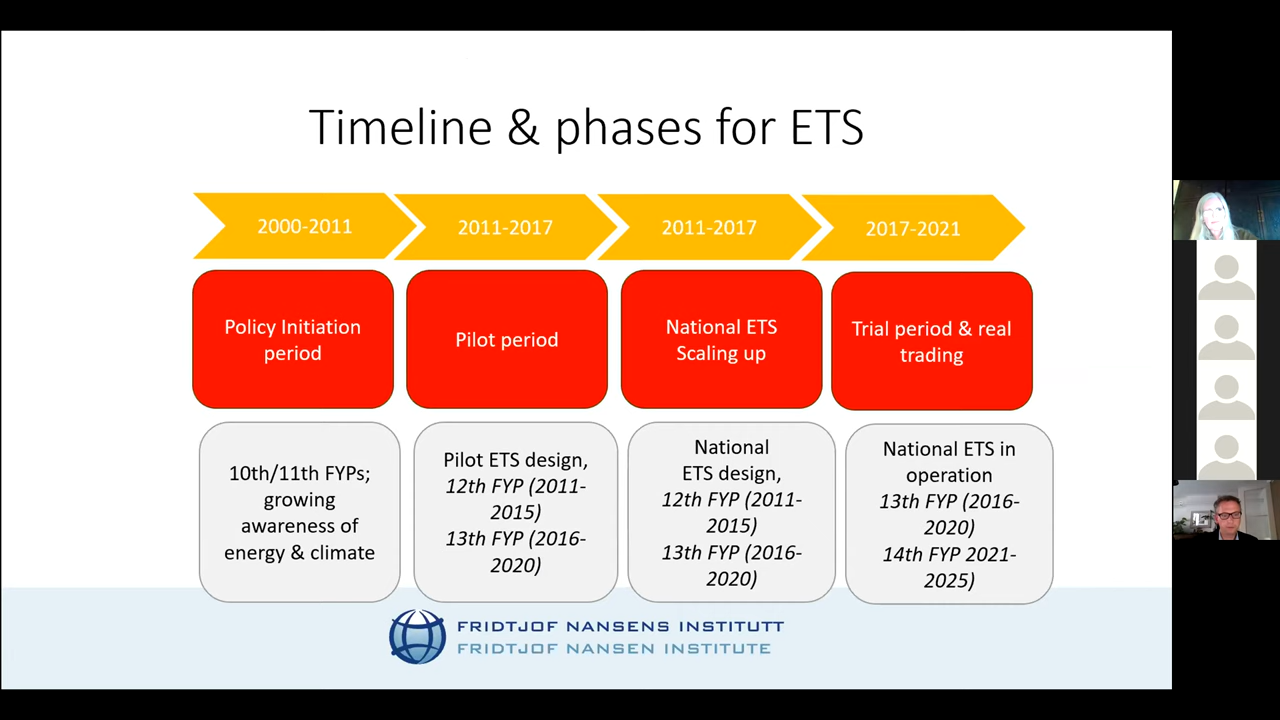 Timeline & phases for ETS
2000-2011
2011-2017
2011-2017
2017-2021
Policy Initiation
period
Pilot period
National ETS
Scaling up
Trial period & real
trading
10th/11th FYPs;
growing
awareness of
energy & climate
Pilot ETS design,
12th FYP (2011-
2015)
13th FYP (2016-
2020)
National
ETS design,
12th FYP (2011-
2015)
13th FYP (2016-
2020)
National ETS in
operation
13th FYP (2016-
2020)
14th FYP 2021-
2025)
FRIDTJOF NANSENS INSTITUTT
FRIDTJOF NANSEN INSTITUTE